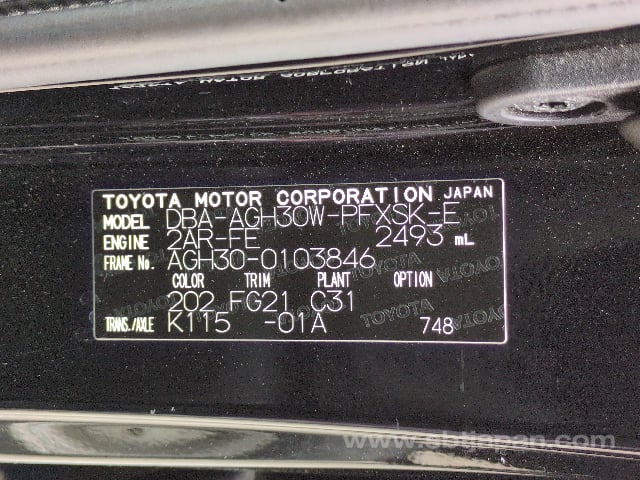 TOYOTA MOTOR CORPORATION JAPAN
MODEL DBA-AGH30W-PFXSK-E
ENGINE 2AR-FE 2493 mL
FRAME No. AGH30-0103846
COLOR TRIM PLANT OPTION
202 FG21 C31
TRANS./AXLE K115 -01A 748
www.sbtjapan.com